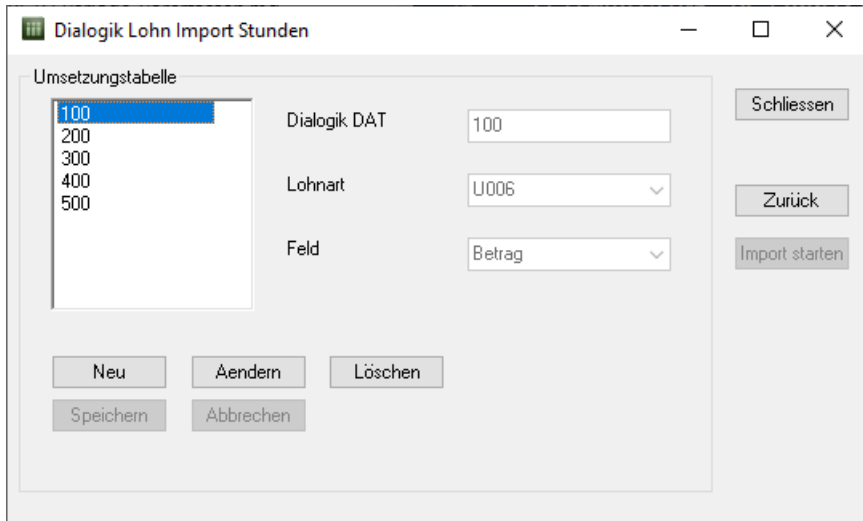 Dialogik Lohn Import Stunden
Umsetzungstabelle
100
200
300
400
500
Dialogik DAT
100
Lohnart
U006
Feld
Betrag
Schliessen
Zurück
Import starten
Neu
Aendern
Löschen
Speichern
Abbrechen